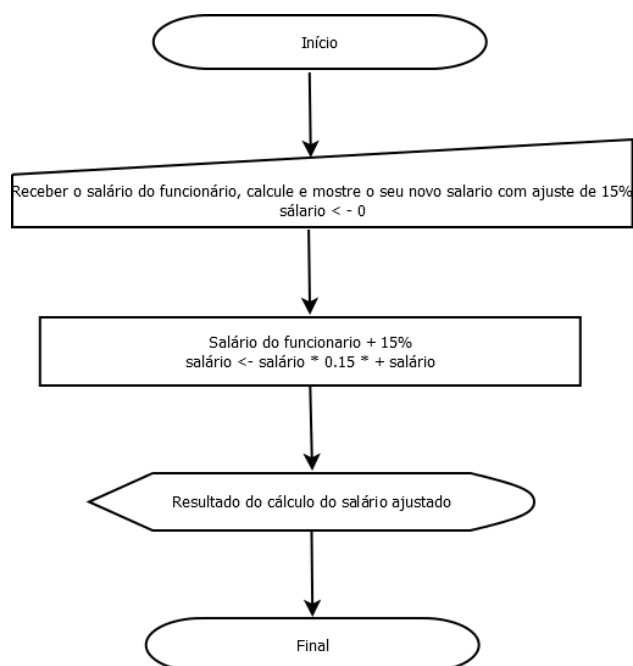 Início
Receber o salário do funcionário, calcule e mostre o seu novo salario com ajuste de 15%
sálario < - 0
Salário do funcionario + 15%
salário <- salário * 0.15 * + salário
Resultado do cálculo do salário ajustado
Final